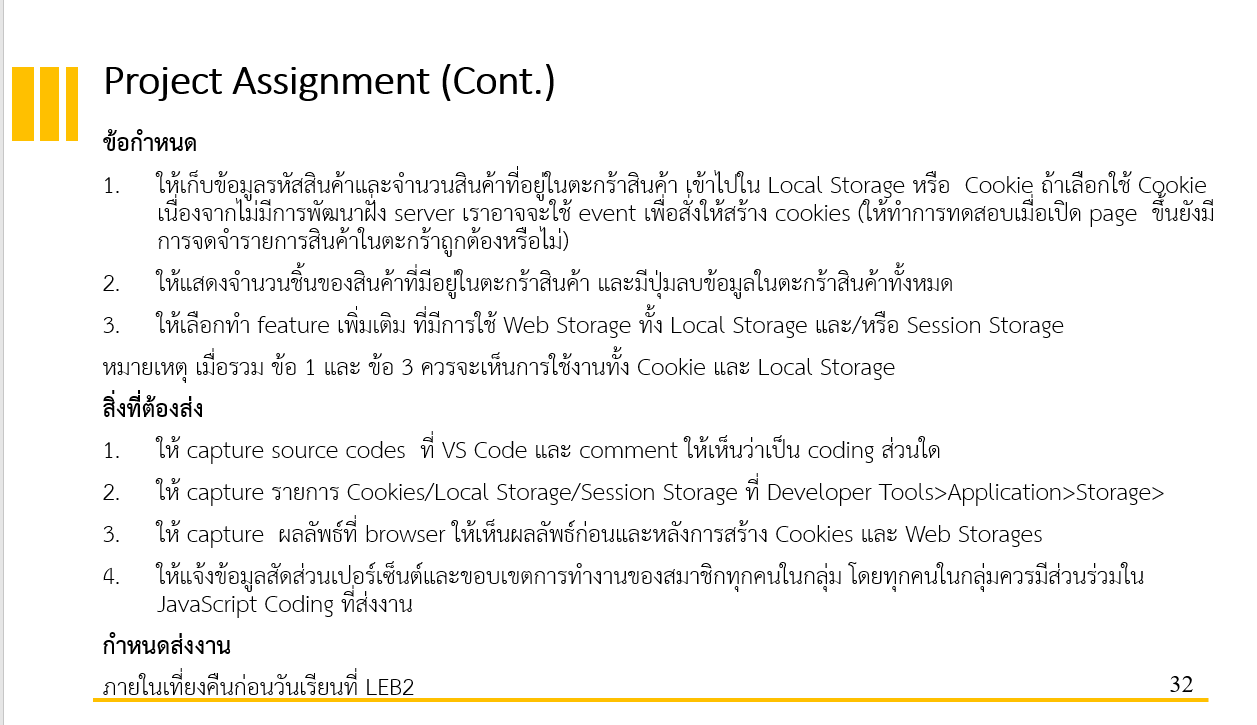 Project Assignment (Cont.)
ข้อกำหนด
1. ให้เก็บข้อมูลรหัสสินค้าและจำนวนสินค้าที่อยู่ในตะกร้าสินค้า เข้าไปใน Local Storage หรือ Cookie ถ้าเลือกใช้ Cookie
เนื่องจากไม่มีการพัฒนาฝั่ง server เราอาจจะใช้ event เพื่อสั่งให้สร้าง cookies (ให้ทำการทดสอบเมื่อเปิด page ขึ้นยังมี
การจดจำรายการสินค้าในตะกร้าถูกต้องหรือไม่)
2. ให้แสดงจำนวนชิ้นของสินค้าที่มีอยู่ในตะกร้าสินค้า และมีปุ่มลบข้อมูลในตะกร้าสินค้าทั้งหมด
3. ให้เลือกทำ feature เพิ่มเติม ที่มีการใช้ Web Storage ทั้ง Local Storage และ/หรือ Session Storage
หมายเหตุ เมื่อรวม ข้อ 1 และ ข้อ 3 ควรจะเห็นการใช้งานทั้ง Cookie และ Local Storage
สิ่งที่ต้องส่ง
1. ให้ capture source codes ที่ VS Code และ comment ให้เห็นว่าเป็น coding ส่วนใด
2. ให้ capture รายการ Cookies/Local Storage/Session Storage ที่ Developer Tools>Application>Storage>
3. ให้ capture ผลลัพธ์ที่ browser ให้เห็นผลลัพธ์ก่อนและหลังการสร้าง Cookies และ Web Storages
4. ให้แจ้งข้อมูลสัดส่วนเปอร์เซ็นต์และขอบเขตการทำงานของสมาชิกทุกคนในกลุ่ม โดยทุกคนในกลุ่มควรมีส่วนร่วมใน
JavaScript Coding ที่ส่งงาน
กำหนดส่งงาน
ภายในเที่ยงคืนก่อนวันเรียนที่ LEB2
32